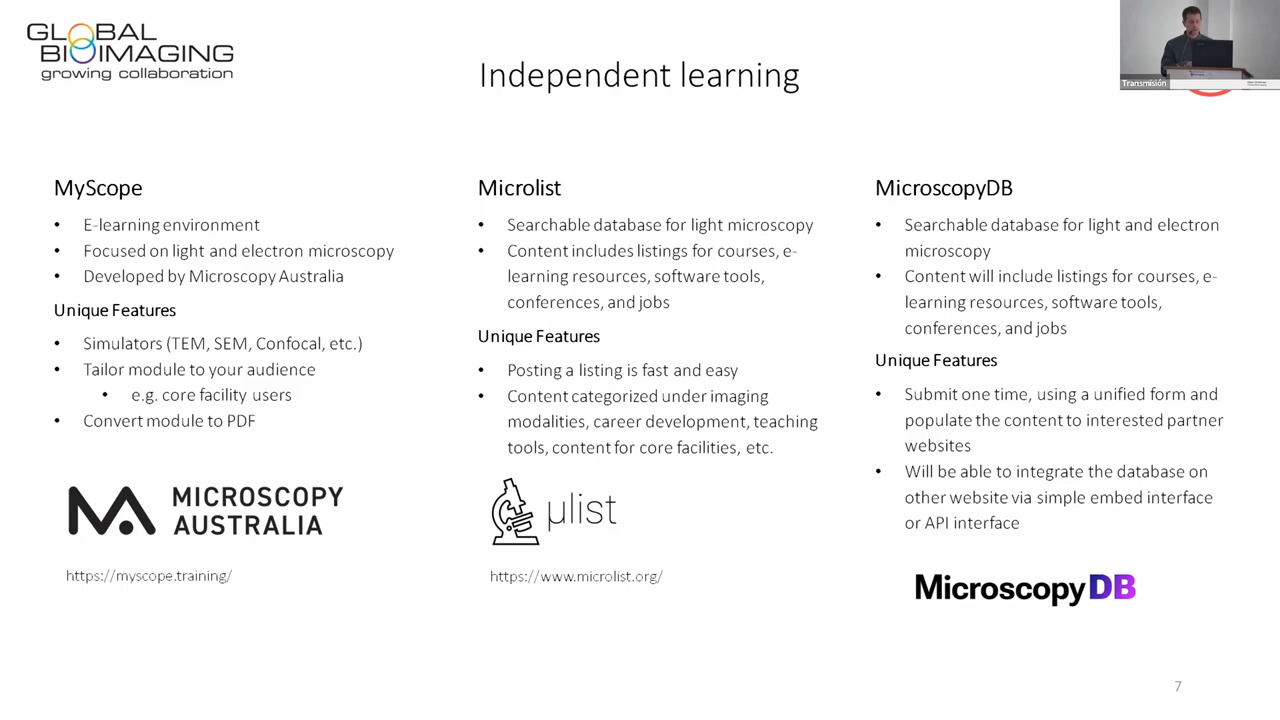 GLOBAL
BIOIMAGING
growing collaboration
Independent learning
Transmisión
MyScope
• E-learning environment
• Focused on light and electron microscopy
• Developed by Microscopy Australia
Unique Features
• Simulators (TEM, SEM, Confocal, etc.)
• Tailor module to your audience
• e.g. core facility users
• Convert module to PDF
MICROSCOPY
AUSTRALIA
https://myscope.training/
Microlist
• Searchable database for light microscopy
• Content includes listings for courses, e-
learning resources, software tools,
conferences, and jobs
Unique Features
• Posting a listing is fast and easy
• Content categorized under imaging
modalities, career development, teaching
tools, content for core facilities, etc.
µlist
https://www.microlist.org/
MicroscopyDB
• Searchable database for light and electron
microscopy
• Content will include listings for courses, e-
learning resources, software tools,
conferences, and jobs
Unique Features
• Submit one time, using a unified form and
populate the content to interested partner
websites
• Will be able to integrate the database on
other website via simple embed interface
or API interface
MicroscopyDB
7